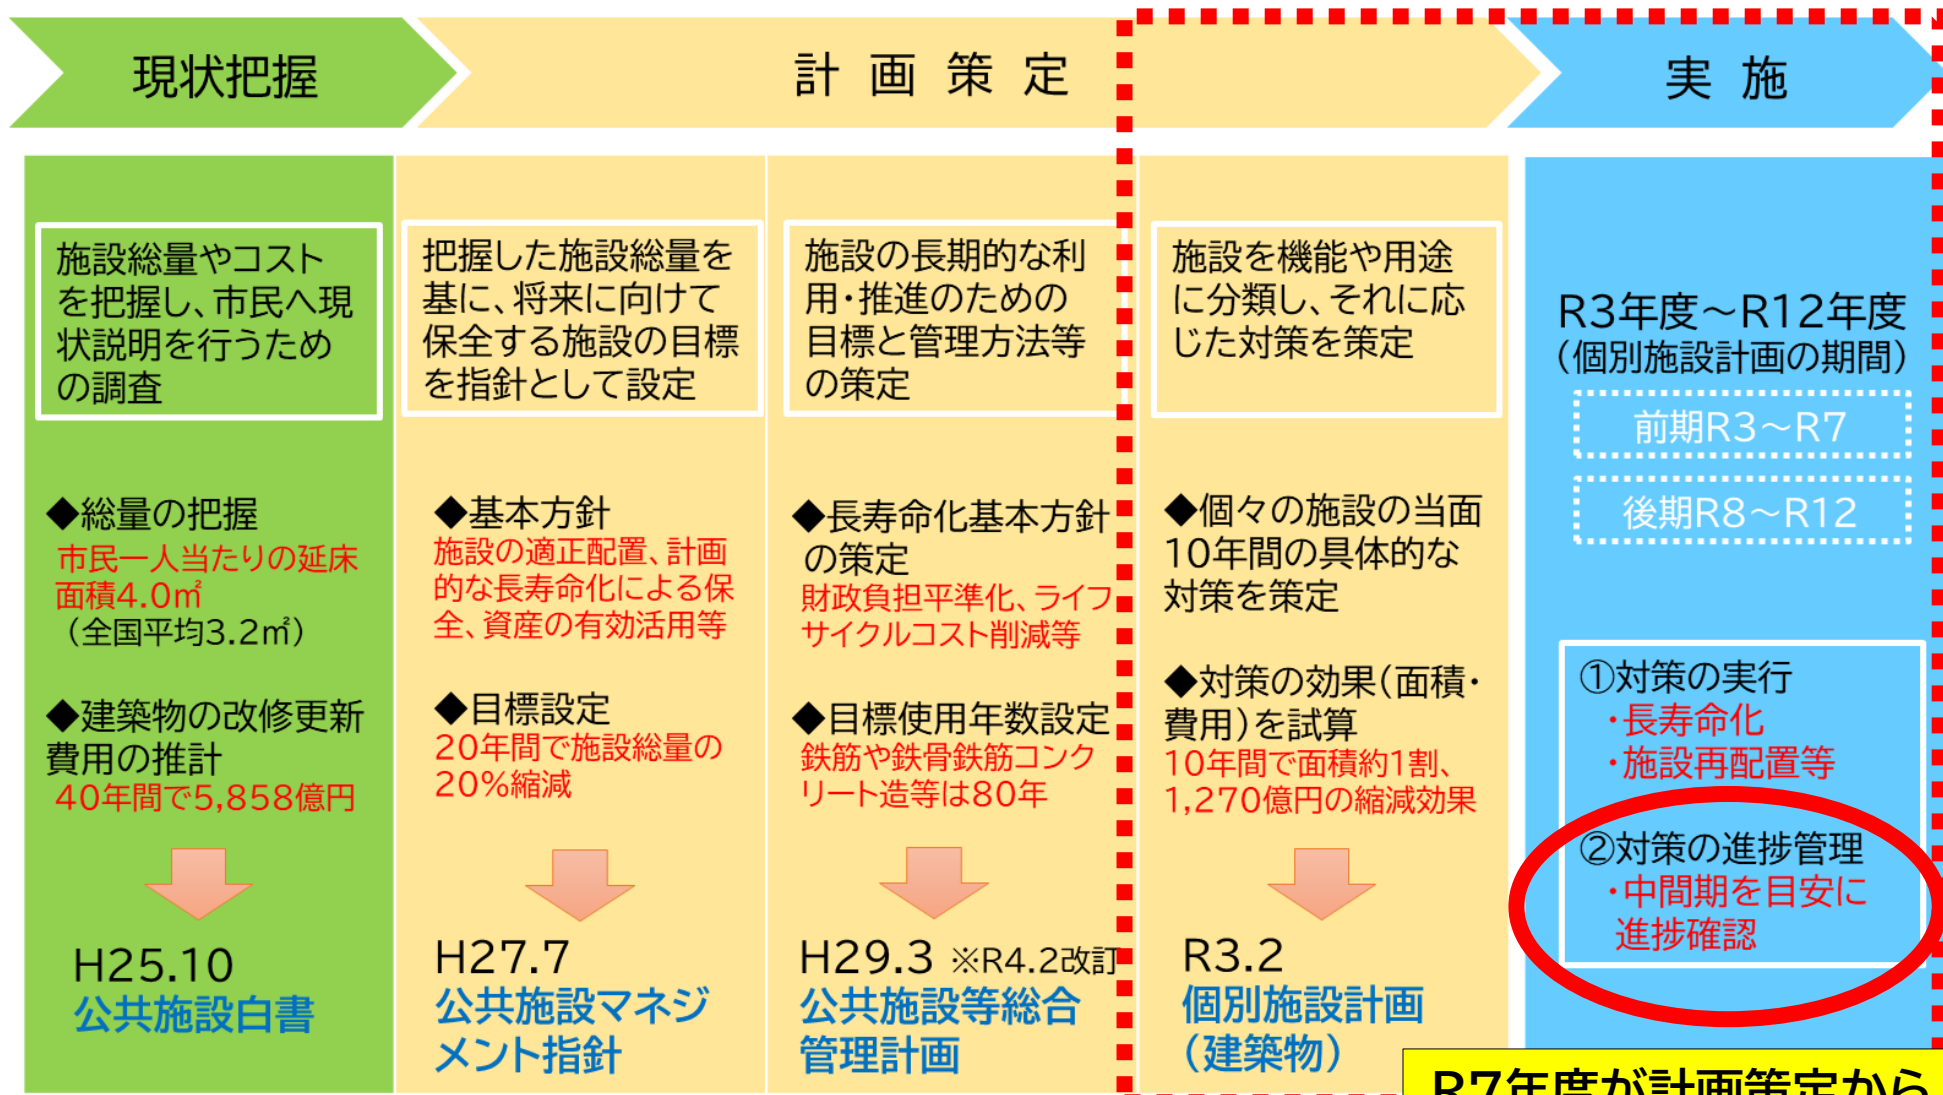 現状把握
計画策定
実施
施設総量やコスト
を把握し、市民へ現
状説明を行うため
の調査
◆総量の把握
市民一人当たりの延床
面積4.0㎡
（全国平均3.2㎡）
◆建築物の改修更新
費用の推計
40年間で5,858億円
H25.10
公共施設白書
把握した施設総量を
基に、将来に向けて
保全する施設の目標
を指針として設定
◆基本方針
施設の適正配置、計画
的な長寿命化による保
全、資産の有効活用等
◆目標設定
20年間で施設総量の
20%縮減
H27.7
公共施設マネジ
メント指針
施設の長期的な利
用・推進のための
目標と管理方法等
の策定
◆長寿命化基本方針
の策定
財政負担平準化、ライフ
サイクルコスト削減等
◆目標使用年数設定
鉄筋や鉄骨鉄筋コンク
リート造等は80年
H29.3 ※R4.2改訂
公共施設等総合
管理計画
施設を機能や用途
に分類し、それに応
じた対策を策定
◆個々の施設の当面
10年間の具体的な
対策を策定
◆対策の効果（面積・
費用）を試算
10年間で面積約1割、
1,270億円の縮減効果
R3.2
個別施設計画
（建築物）
R3年度～R12年度
（個別施設計画の期間）
前期R3～R7
後期R8～R12
①対策の実行
・長寿命化
・施設再配置等
②対策の進捗管理
・中間期を目安に
進捗確認
R7年度が計画策定から